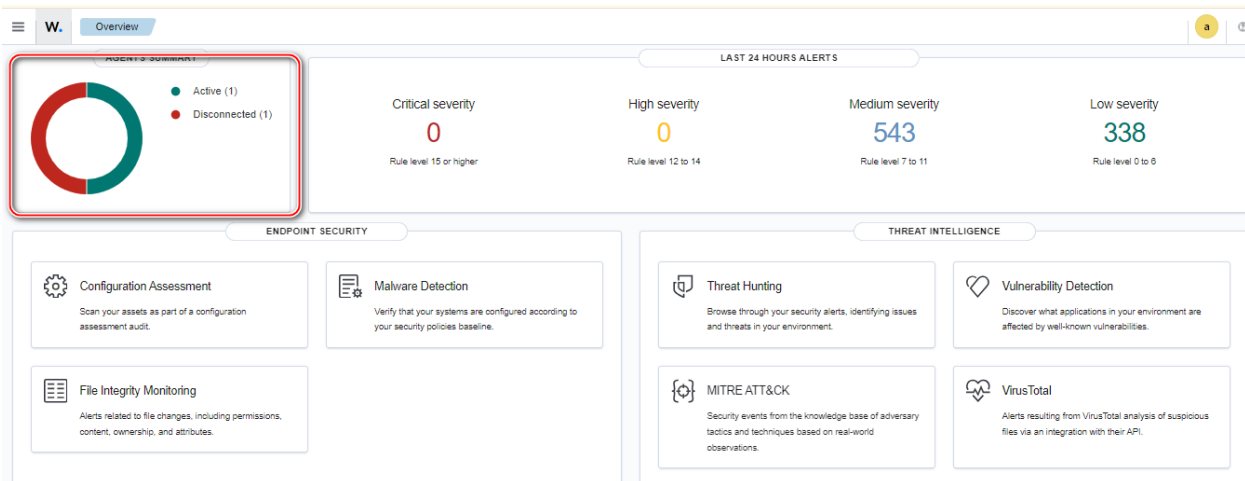 W.
Overview
a
AGENTS SUMMARY
Active (1)
Disconnected (1)
LAST 24 HOURS ALERTS
Critical severity
0
Rule level 15 or higher
High severity
0
Rule level 12 to 14
Medium severity
543
Rule level 7 to 11
Low severity
338
Rule level 0 to 6
ENDPOINT SECURITY
Configuration Assessment
Scan your assets as part of a configuration
assessment audit.
Malware Detection
Verify that your systems are configured according to
your security policies baseline.
File Integrity Monitoring
Alerts related to file changes, including permissions,
content, ownership, and attributes.
THREAT INTELLIGENCE
Threat Hunting
Browse through your security alerts, identifying issues
and threats in your environment.
Vulnerability Detection
Discover what applications in your environment are
affected by well-known vulnerabilities.
MITRE ATT&CK
Security events from the knowledge base of adversary
tactics and techniques based on real-world
observations.
VirusTotal
Alerts resulting from VirusTotal analysis of suspicious
files via an integration with their API.